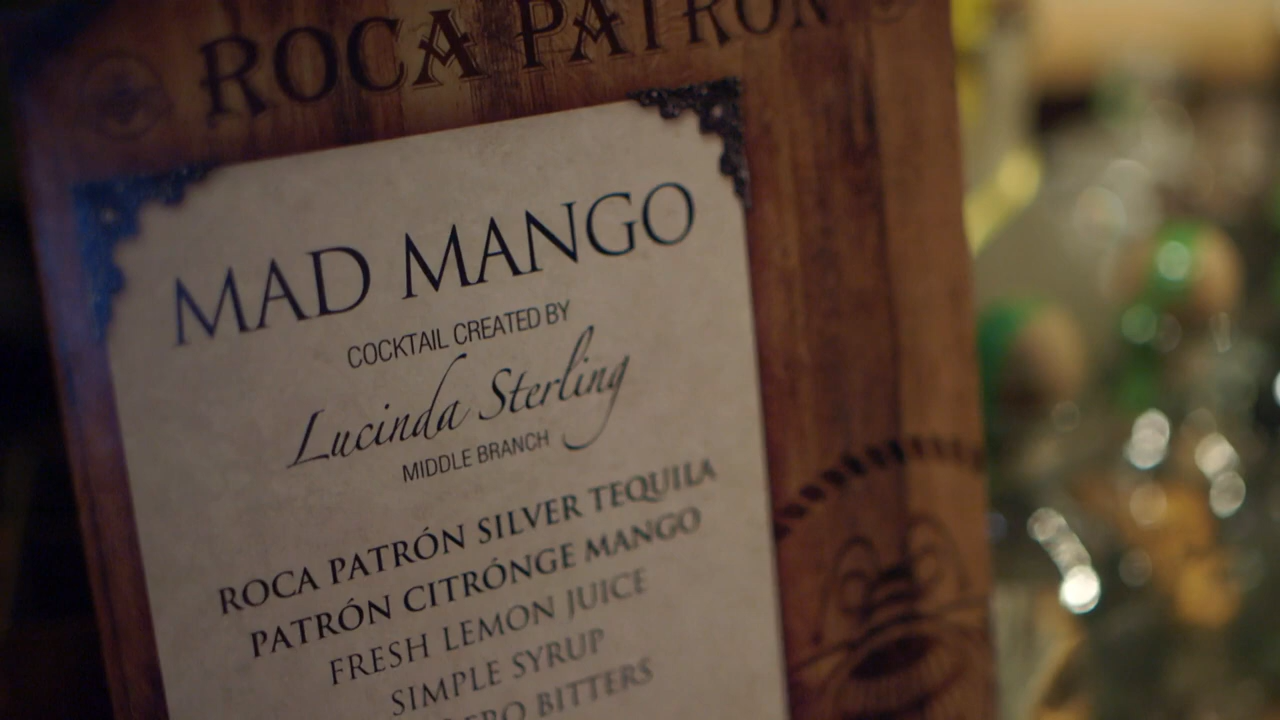 ROCA PATRÓN
MAD MANGO
COCKTAIL CREATED BY
Lucinda Sterling
MIDDLE BRANCH
ROCA PATRÓN SILVER TEQUILA
PATRÓN CITRÓNGE MANGO
FRESH LEMON JUICE
SIMPLE SYRUP
BITTERS